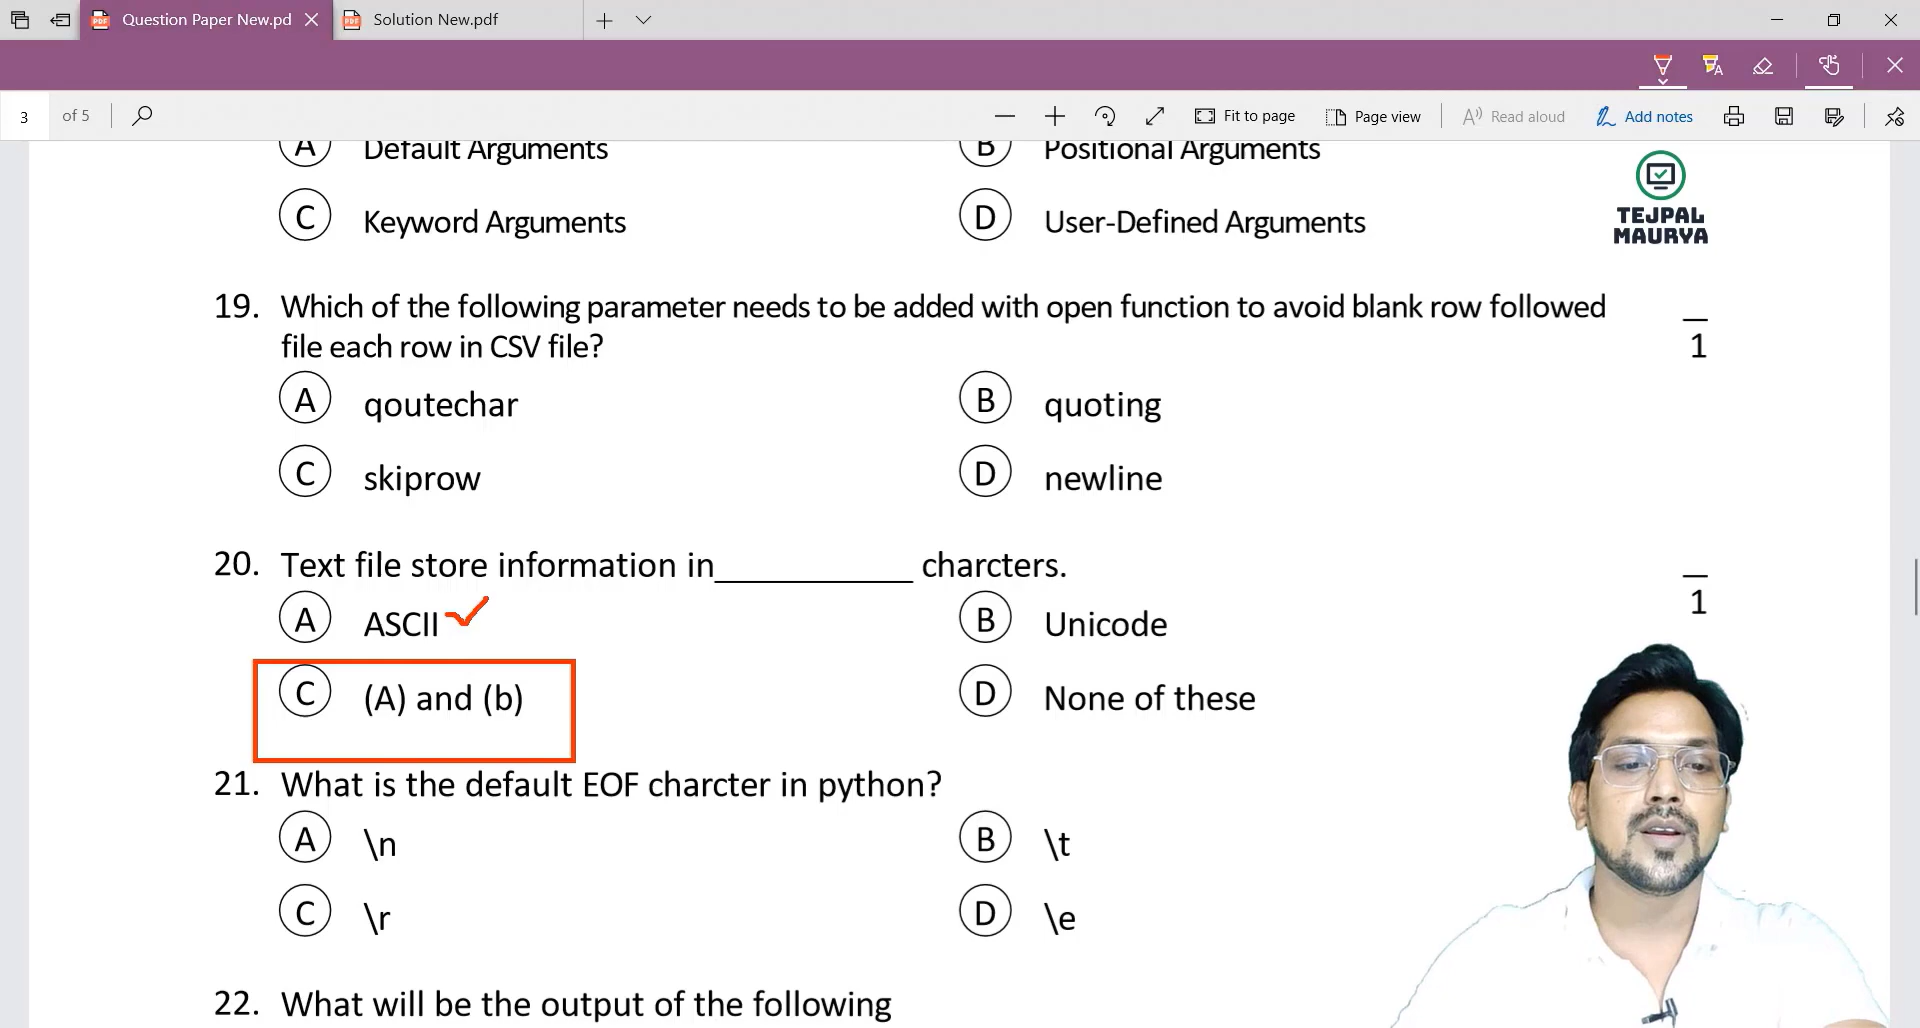 Question Paper New.pd
Solution New.pdf
3 of 5
Fit to page
Page view
Read aloud
Add notes
A Default Arguments
B Positional Arguments
C Keyword Arguments
D User-Defined Arguments
TEJPAL
MAURYA
19. Which of the following parameter needs to be added with open function to avoid blank row followed
file each row in CSV file?
1
A qoutechar
B quoting
C skiprow
D newline
20. Text file store information in___________ charcters.
1
A ASCII
B Unicode
C (A) and (b)
D None of these
21. What is the default EOF charcter in python?
A \n
B \t
C \r
D \e
22. What will be the output of the following